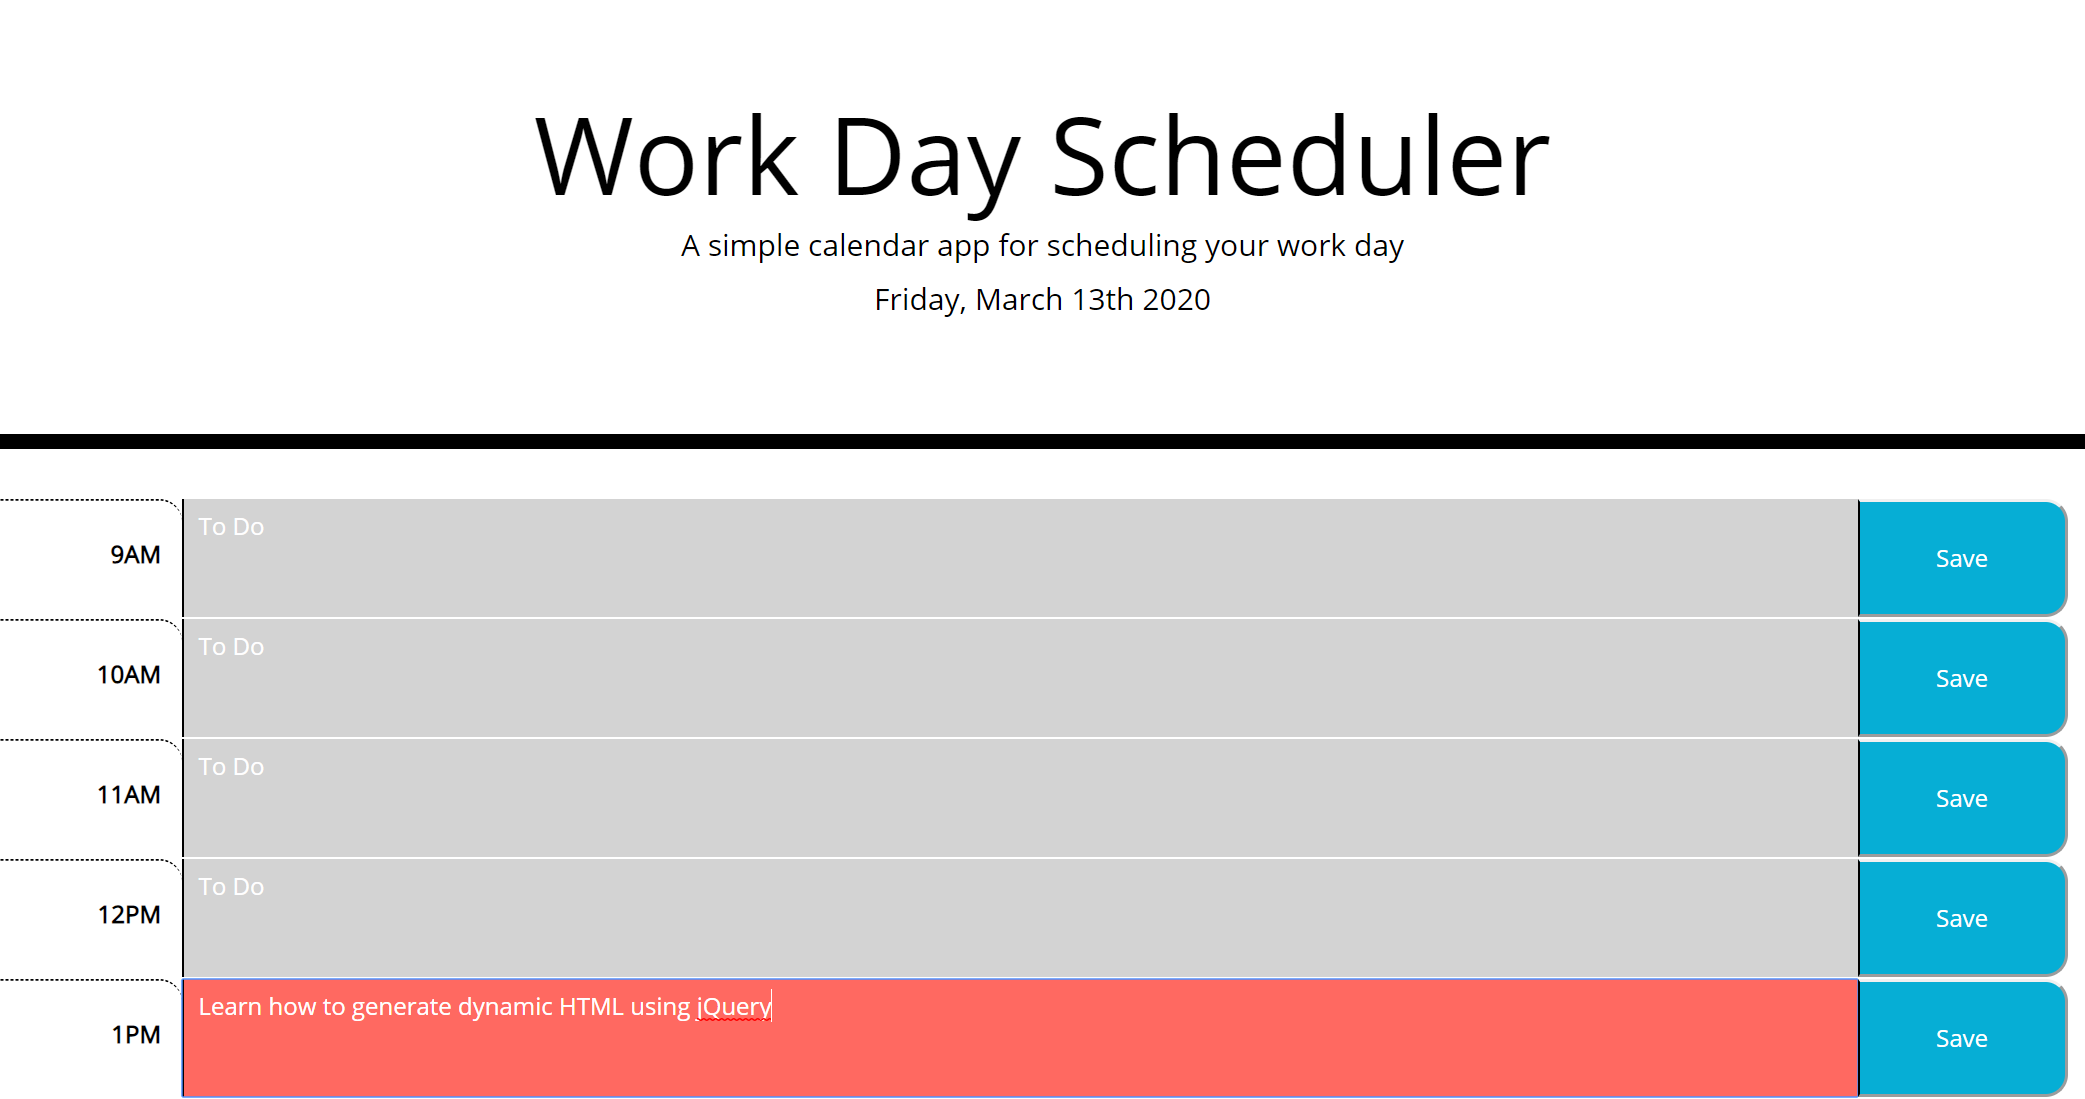 Work Day Scheduler
A simple calendar app for scheduling your work day
Friday, March 13th 2020
9AM To Do Save
10AM To Do Save
11AM To Do Save
12PM To Do Save
1PM Learn how to generate dynamic HTML using jQuery Save